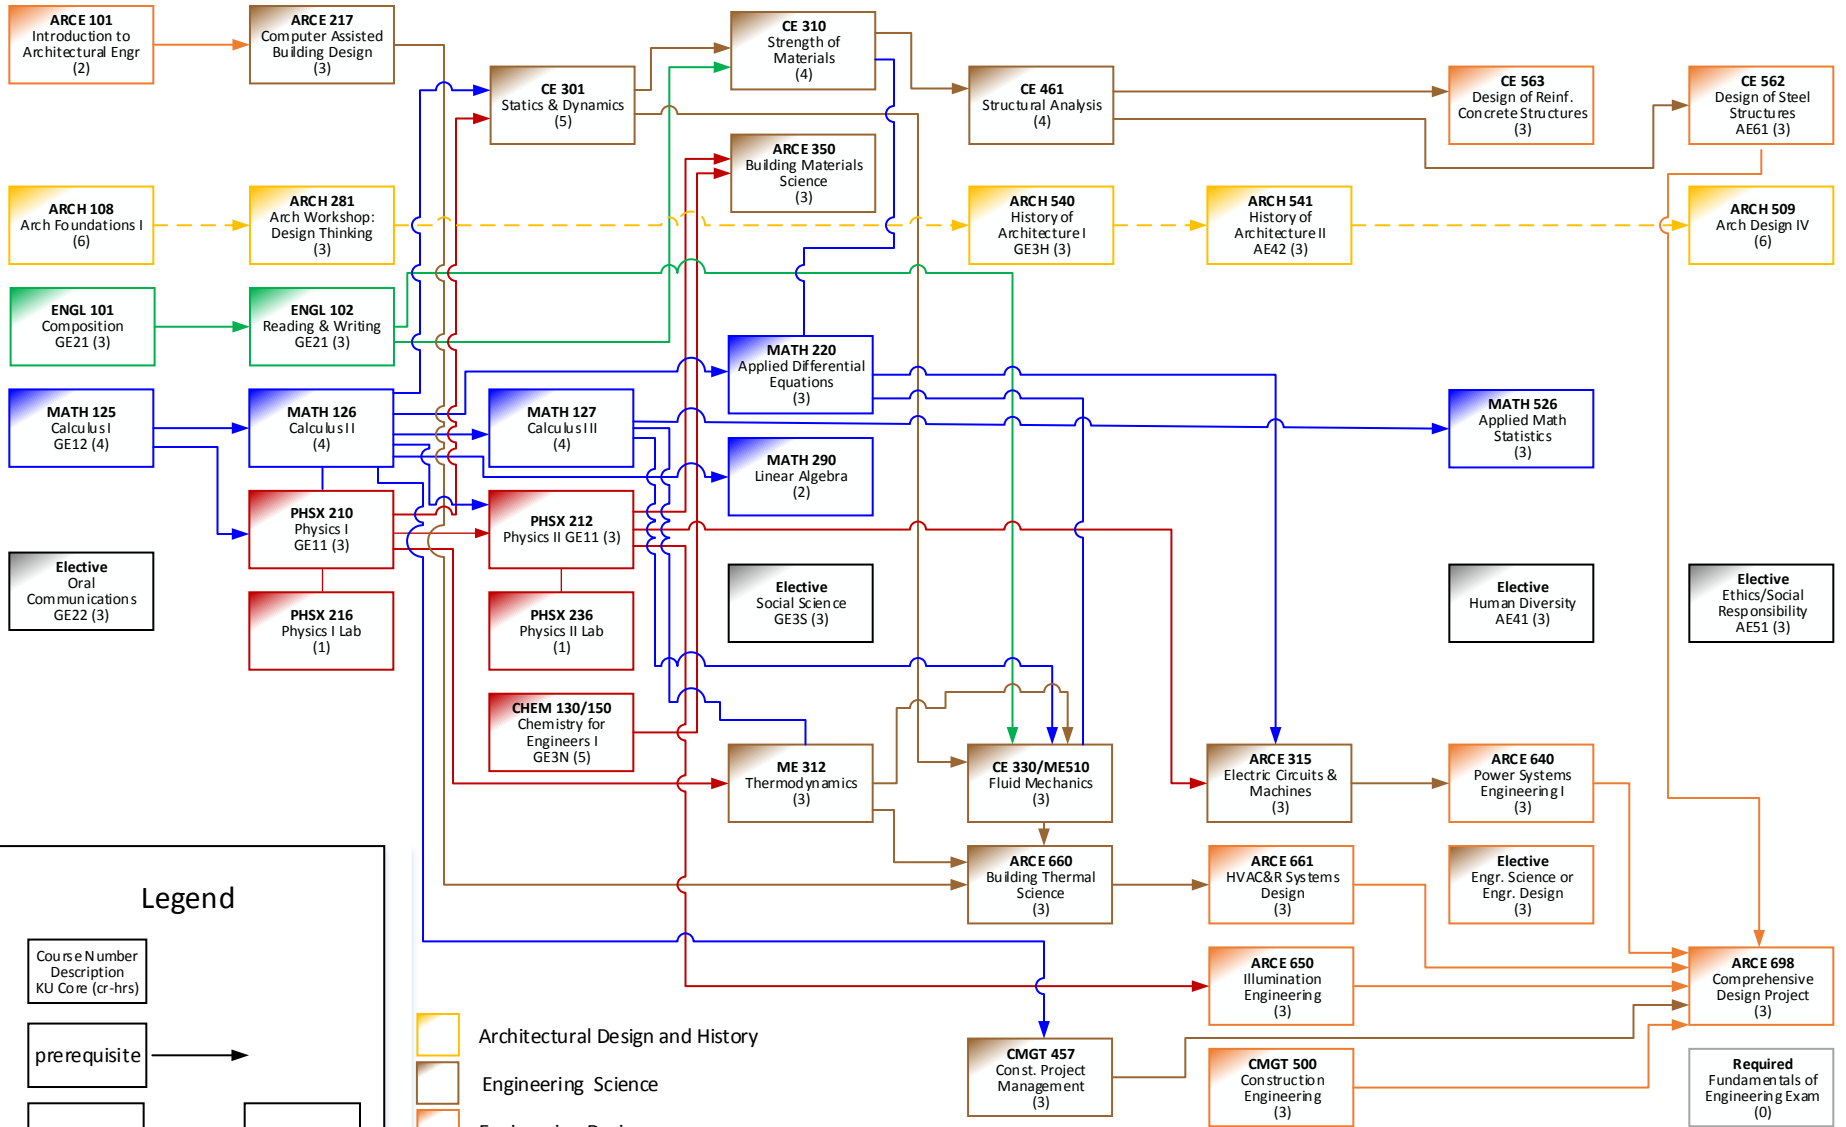 ARCE 101
Introduction to
Architectural Engr
(2)
ARCE 217
Computer Assisted
Building Design
(3)
CE 310
Strength of
Materials
(4)
CE 301
Statics & Dynamics
(5)
CE 461
Structural Analysis
(4)
CE 563
Design of Reinf.
Concrete Structures
(3)
CE 562
Design of Steel
Structures
AE61 (3)
ARCE 350
Building Materials
Science
(3)
ARCH 108
Arch Foundations I
(6)
ARCH 281
Arch Workshop:
Design Thinking
(3)
ARCH 540
History of
Architecture I
GE3H (3)
ARCH 541
History of
Architecture II
AE42 (3)
ARCH 509
Arch Design IV
(6)
ENGL 101
Composition
GE21 (3)
ENGL 102
Reading & Writing
GE21 (3)
MATH 220
Applied Differential
Equations
(3)
MATH 125
Calculus I
GE12 (4)
MATH 126
Calculus II
(4)
MATH 127
Calculus III
(4)
MATH 526
Applied Math
Statistics
(3)
MATH 290
Linear Algebra
(2)
PHSX 210
Physics I
GE11 (3)
PHSX 212
Physics II GE11 (3)
Elective
Oral
Communications
GE22 (3)
Elective
Social Science
GE3S (3)
Elective
Human Diversity
AE41 (3)
Elective
Ethics/Social
Responsibility
AE51 (3)
PHSX 216
Physics I Lab
(1)
PHSX 236
Physics II Lab
(1)
CHEM 130/150
Chemistry for
Engineers I
GE3N (5)
ME 312
Thermodynamics
(3)
CE 330/ME510
Fluid Mechanics
(3)
ARCE 315
Electric Circuits &
Machines
(3)
ARCE 640
Power Systems
Engineering I
(3)
ARCE 660
Building Thermal
Science
(3)
ARCE 661
HVAC&R Systems
Design
(3)
Elective
Engr. Science or
Engr. Design
(3)
ARCE 650
Illumination
Engineering
(3)
ARCE 698
Comprehensive
Design Project
(3)
CMGT 457
Const. Project
Management
(3)
CMGT 500
Construction
Engineering
(3)
Required
Fundamentals of
Engineering Exam
(0)
Legend
Course Number
Description
KU Core (cr-hrs)
prerequisite
Architectural Design and History
Engineering Science